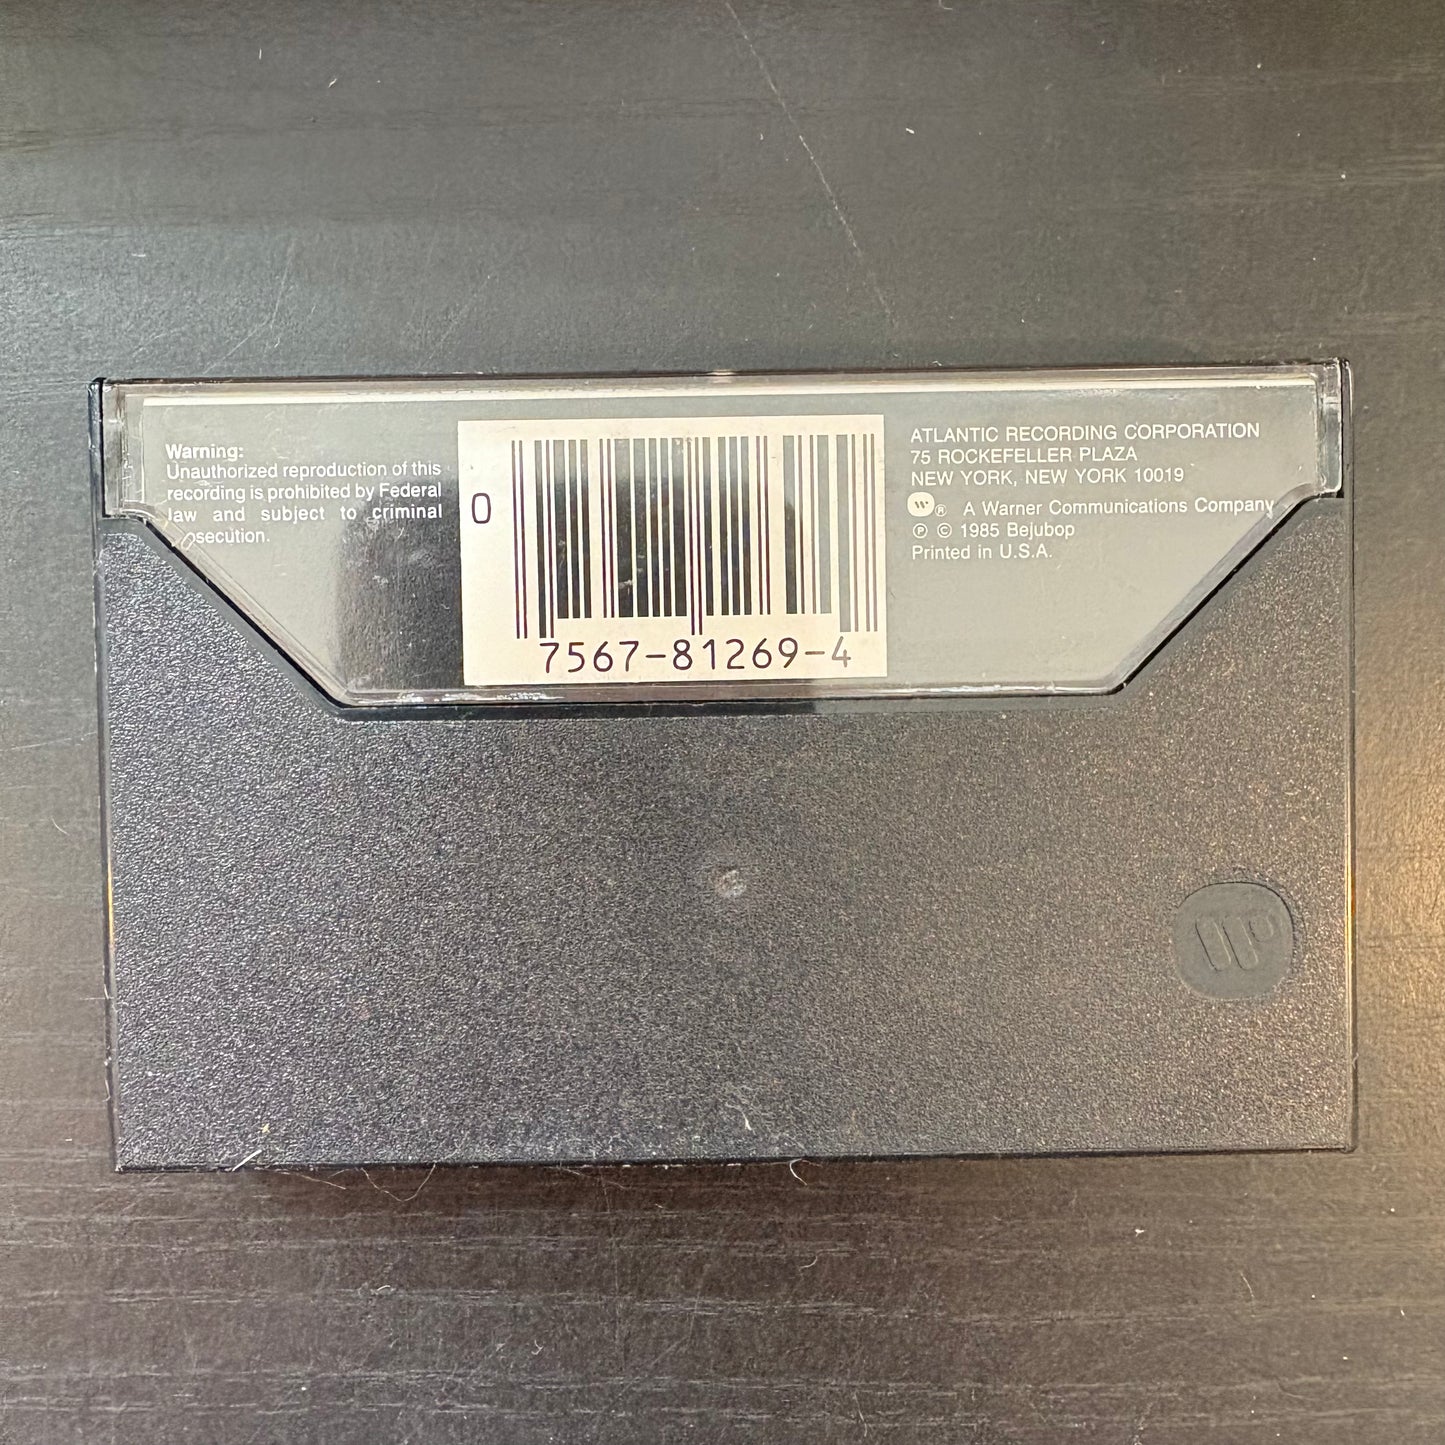 Warning:
Unauthorized reproduction of this
recording is prohibited by Federal
law and subject to criminal
osecution.
0
7567-81269-4
ATLANTIC RECORDING CORPORATION
75 ROCKEFELLER PLAZA
NEW YORK, NEW YORK 10019
® A Warner Communications Company
℗ © 1985 Bejubop
Printed in U.S.A.